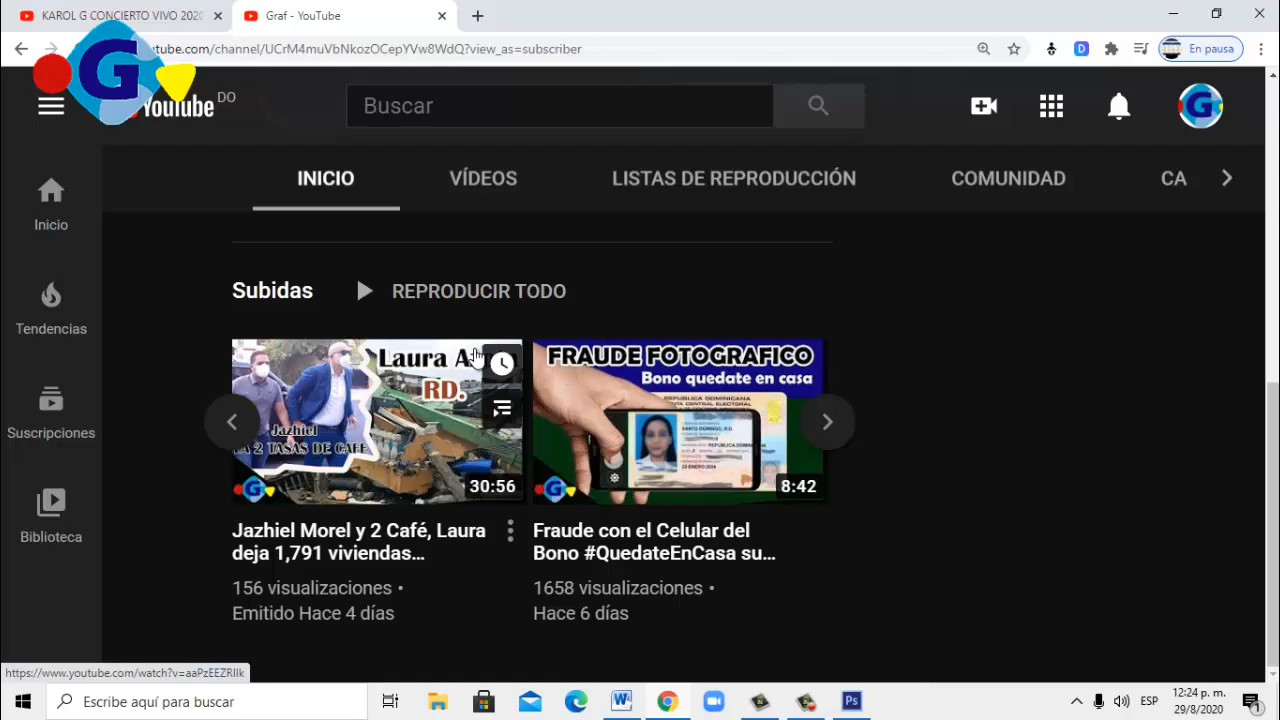 KAROL G CONCIERTO VIVO 2020
Graf - YouTube
tube.com/channel/UCrM4muVbNkozOCepYVw8WdQ?view_as=subscriber
En pausa
G
YouTube DO
Buscar
G
INICIO
VÍDEOS
LISTAS DE REPRODUCCIÓN
COMUNIDAD
CA
Inicio
Tendencias
Suscripciones
Biblioteca
Subidas
REPRODUCIR TODO
Laura
RD.
Jazhiel
2 TASAS DE CAFE
G
30:56
FRAUDE FOTOGRAFICO
Bono quedate en casa
REPUBLICA DOMINICANA
G
8:42
Jazhiel Morel y 2 Café, Laura
deja 1,791 viviendas...
156 visualizaciones •
Emitido Hace 4 días
Fraude con el Celular del
Bono #QuedateEnCasa su...
1658 visualizaciones •
Hace 6 días
https://www.youtube.com/watch?v=aaPzEEZRIlk
Escribe aquí para buscar
W
Ps
ESP
12:24 p. m.
29/8/2020
1